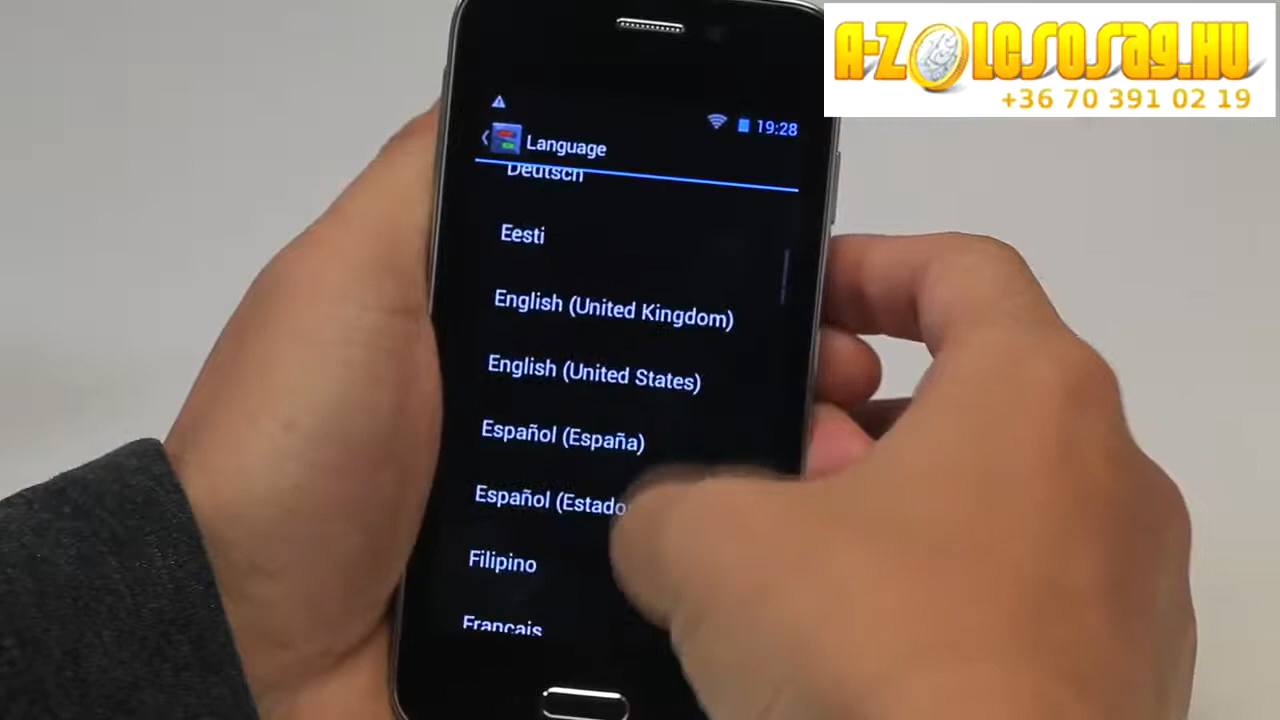 A-ZOLCSOSAG.HU
+36 70 391 02 19
19:28
Language
Deutsch
Eesti
English (United Kingdom)
English (United States)
Español (España)
Español (Estado
Filipino
Français